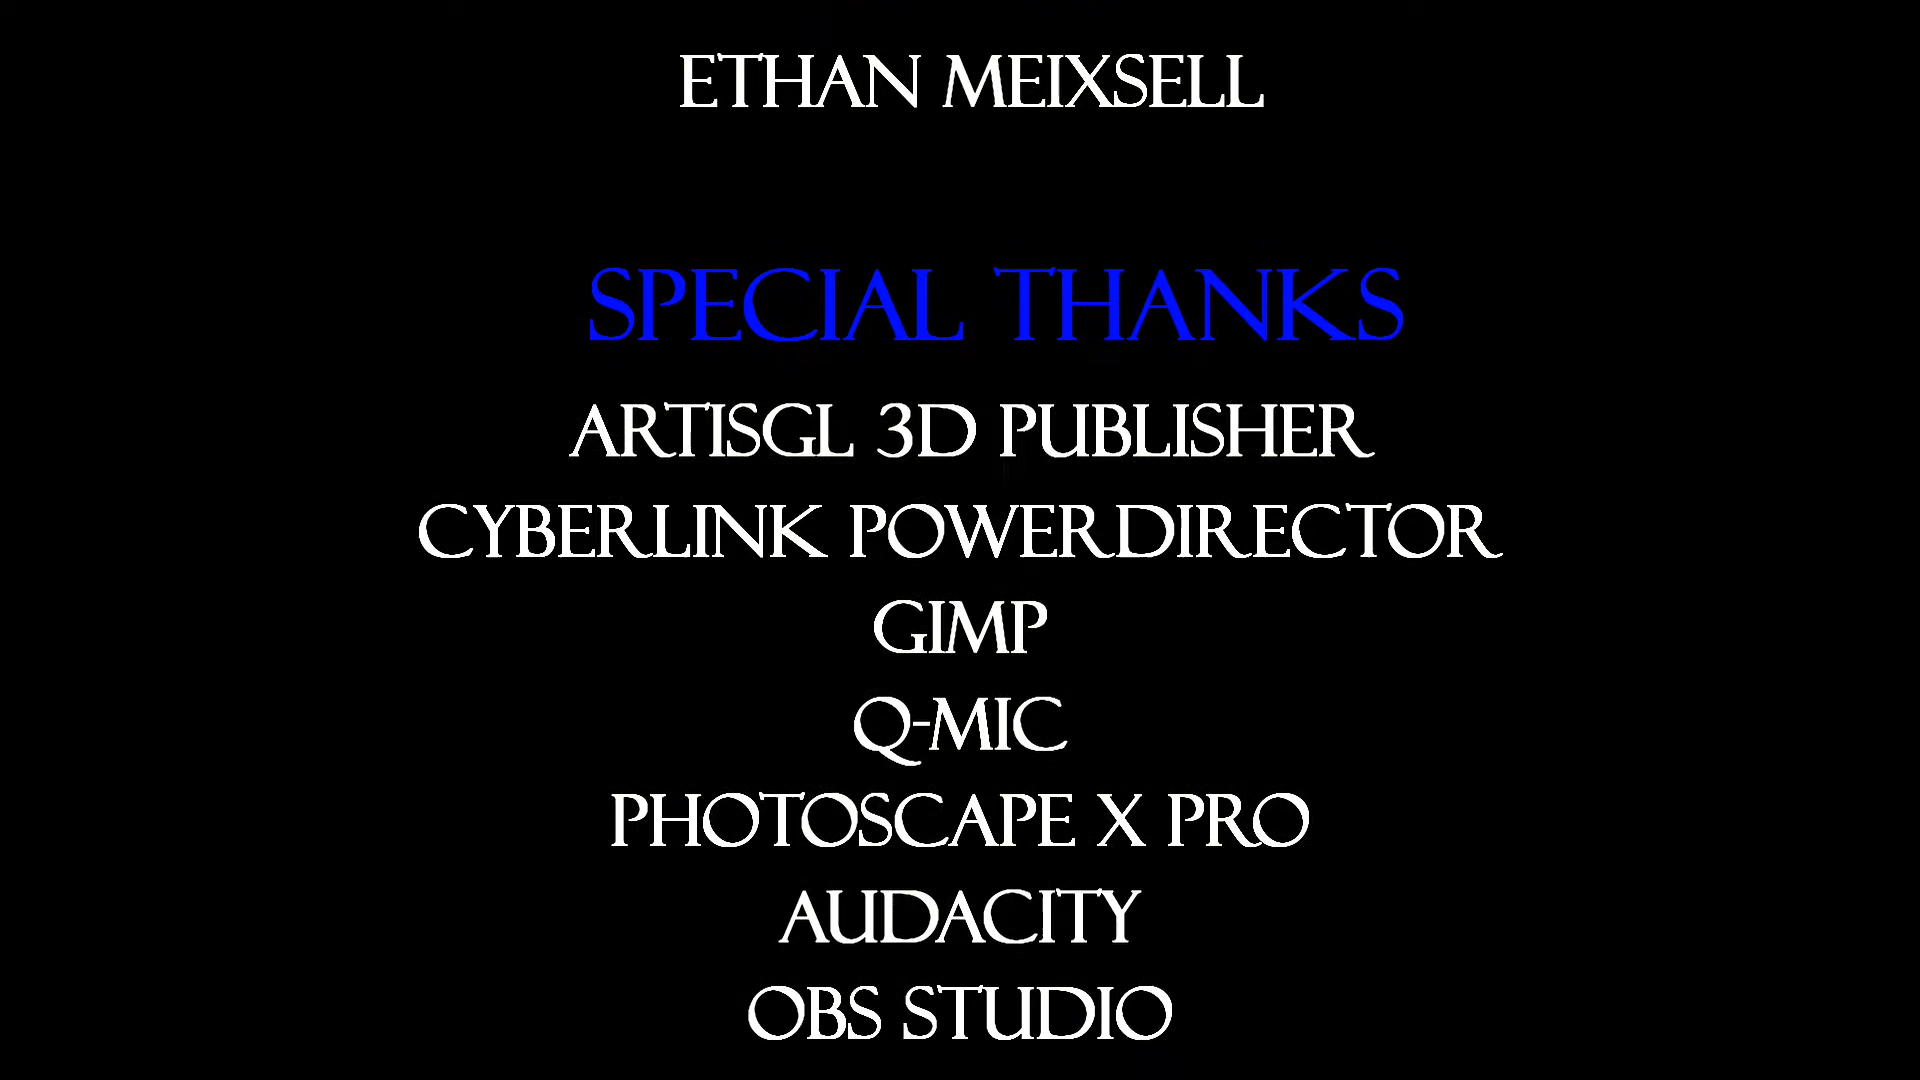 ETHAN MEIXSELL
SPECIAL THANKS
ARTISGL 3D PUBLISHER
CYBERLINK POWERDIRECTOR
GIMP
Q-MIC
PHOTOSCAPE X PRO
AUDACITY
OBS STUDIO